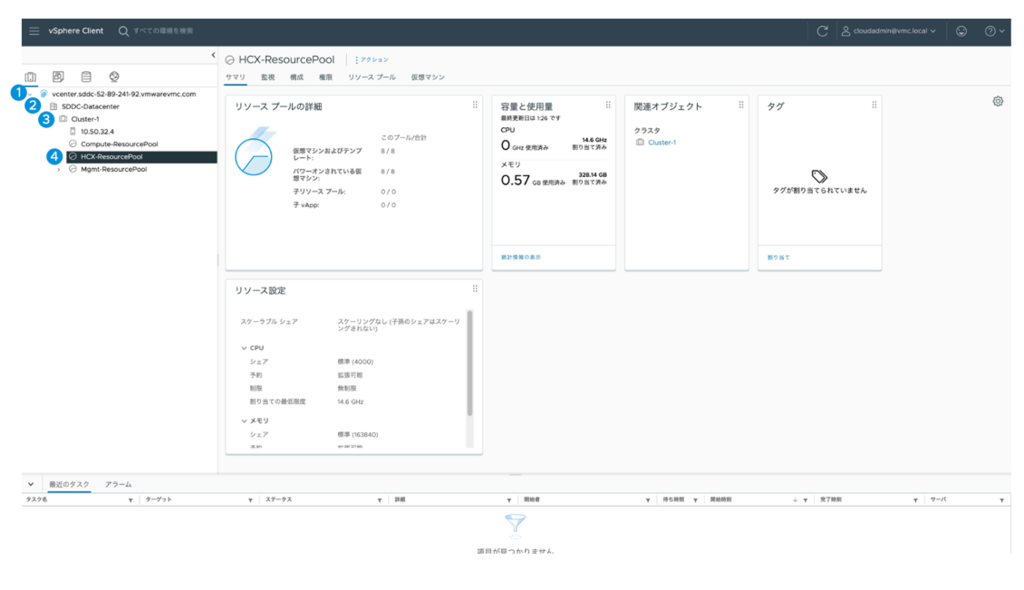 vSphere Client
すべての環境を検索
cloudadmin@vmc.local
1
vcenter.sddc-52-89-241-92.vmwarevmc.com
2
SDDC-Datacenter
3
Cluster-1
10.50.32.4
Compute-ResourcePool
4
HCX-ResourcePool
Mgmt-ResourcePool
HCX-ResourcePool
アクション
サマリ 監視 構成 権限 リソース プール 仮想マシン
リソース プールの詳細
このプール/合計
仮想マシンおよびテンプレート: 8 / 8
パワーオンされている仮想マシン: 8 / 8
子リソース プール: 0 / 0
子 vApp: 0 / 0
容量と使用量
最終更新日は 1:26 です
CPU
0 GHz 使用済み
14.6 GHz
割り当て済み
メモリ
0.57 GB 使用済み
328.14 GB
割り当て済み
統計情報の表示
関連オブジェクト
クラスタ
Cluster-1
タグ
タグが割り当てられていません
割り当て
リソース設定
スケーラブル シェア スケーリングなし (子孫のシェアはスケーリングされない)
CPU
シェア 標準 (4000)
予約 拡張可能
制限 無制限
割り当ての最低限度 14.6 GHz
メモリ
シェア 標準 (163840)
予約 拡張可能
最近のタスク アラーム
タスク名 ターゲット ステータス 詳細 開始者 待ち時間 開始時刻 完了時刻 サーバ
項目が見つかりません